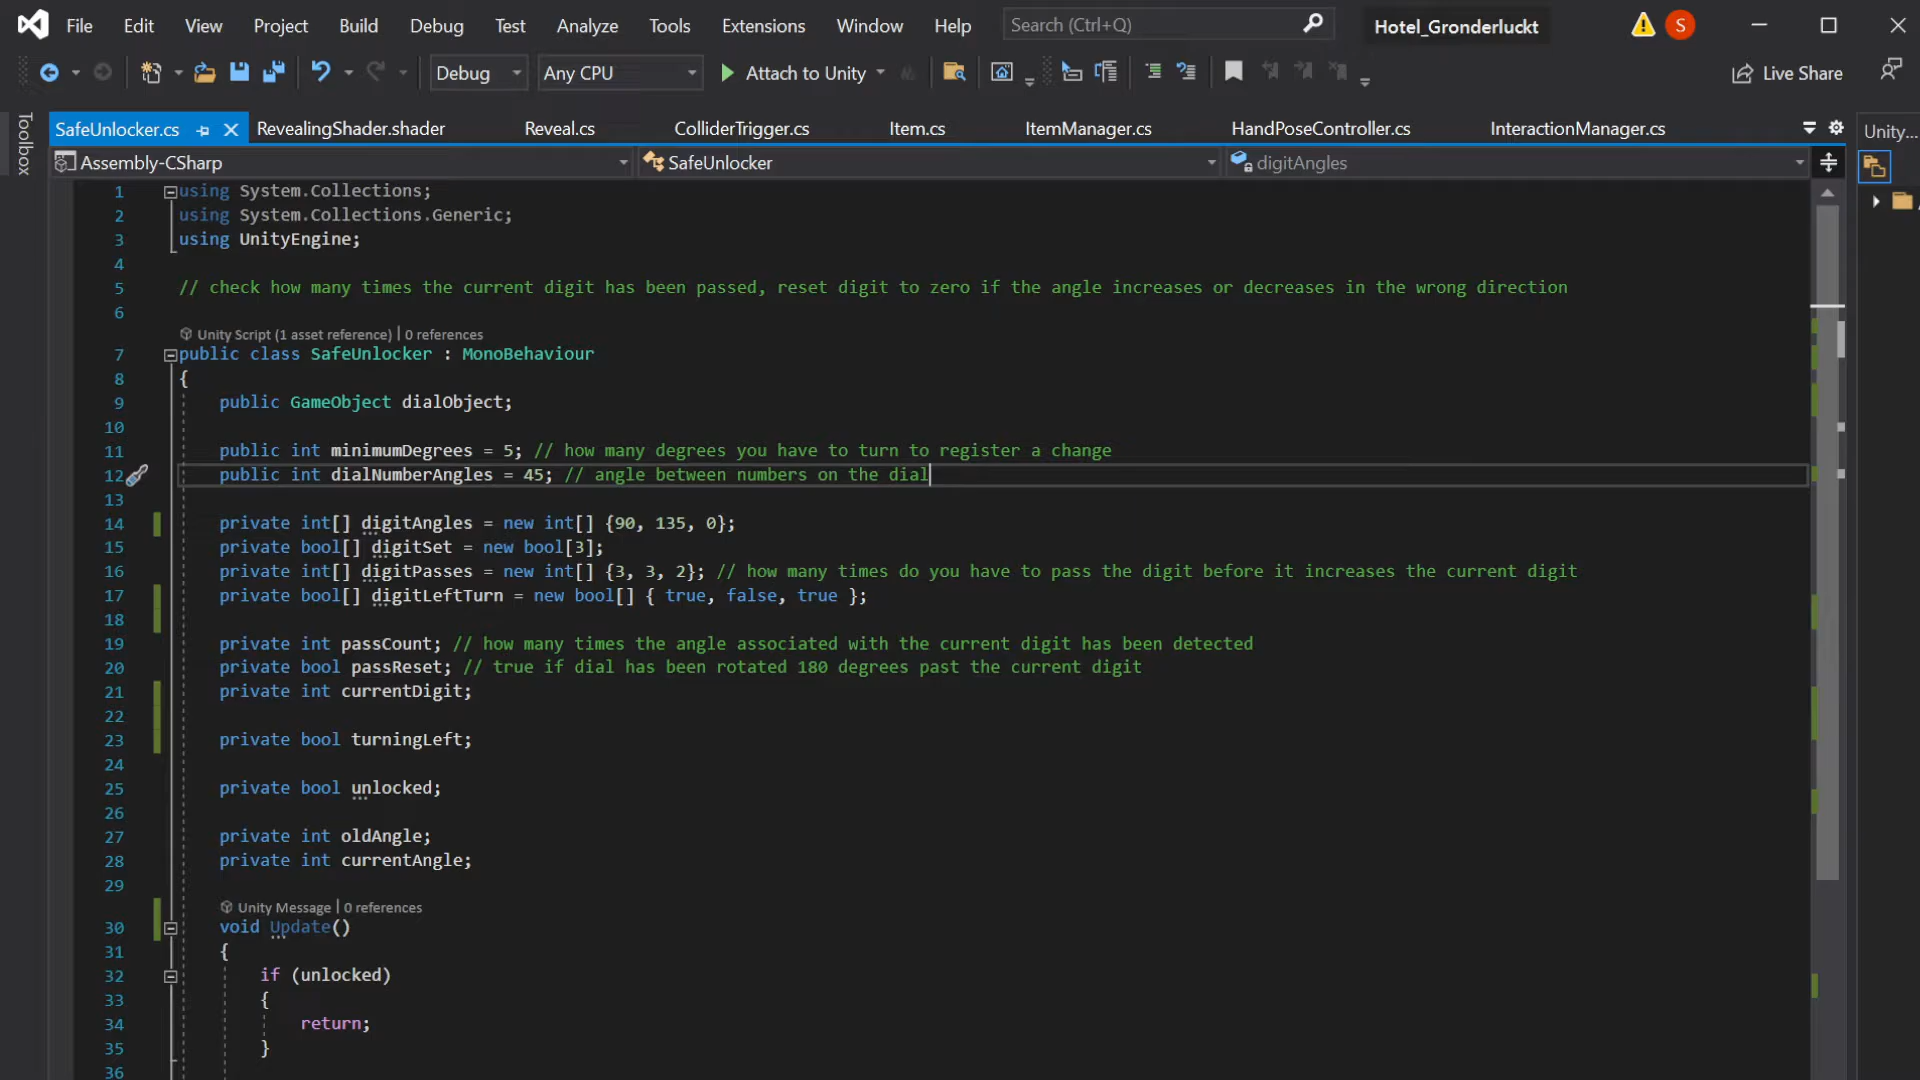 File Edit View Project Build Debug Test Analyze Tools Extensions Window Help Search (Ctrl+Q) Hotel_Gronderluckt S
Debug Any CPU Attach to Unity Live Share
Toolbox
SafeUnlocker.cs RevealingShader.shader Reveal.cs ColliderTrigger.cs Item.cs ItemManager.cs HandPoseController.cs InteractionManager.cs Unity...
Assembly-CSharp SafeUnlocker digitAngles
1 using System.Collections;
2 using System.Collections.Generic;
3 using UnityEngine;
4
5 // check how many times the current digit has been passed, reset digit to zero if the angle increases or decreases in the wrong direction
6
Unity Script (1 asset reference) | 0 references
7 public class SafeUnlocker : MonoBehaviour
8 {
9 public GameObject dialObject;
10
11 public int minimumDegrees = 5; // how many degrees you have to turn to register a change
12 public int dialNumberAngles = 45; // angle between numbers on the dial
13
14 private int[] digitAngles = new int[] {90, 135, 0};
15 private bool[] digitSet = new bool[3];
16 private int[] digitPasses = new int[] {3, 3, 2}; // how many times do you have to pass the digit before it increases the current digit
17 private bool[] digitLeftTurn = new bool[] { true, false, true };
18
19 private int passCount; // how many times the angle associated with the current digit has been detected
20 private bool passReset; // true if dial has been rotated 180 degrees past the current digit
21 private int currentDigit;
22
23 private bool turningLeft;
24
25 private bool unlocked;
26
27 private int oldAngle;
28 private int currentAngle;
29
Unity Message | 0 references
30 void Update()
31 {
32 if (unlocked)
33 {
34 return;
35 }
36